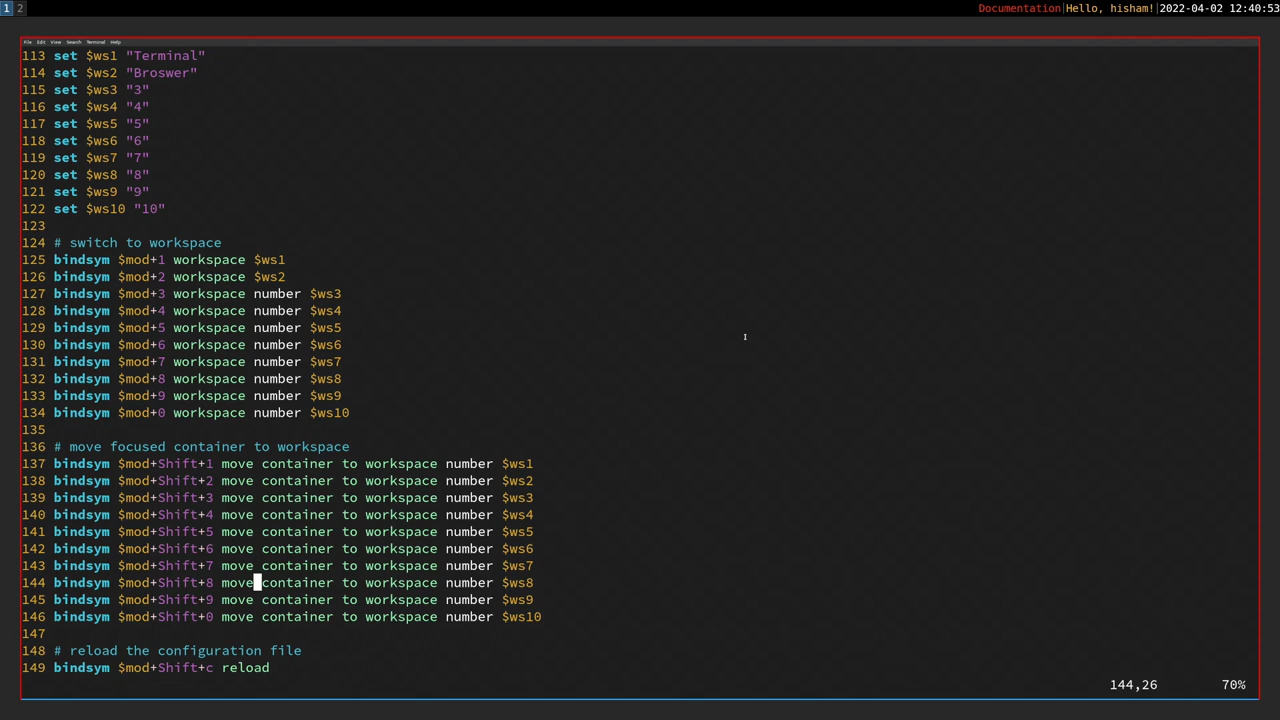 1 2 Documentation|Hello, hisham!|2022-04-02 12:40:53
File Edit View Search Terminal Help
113 set $ws1 "Terminal"
114 set $ws2 "Broswer"
115 set $ws3 "3"
116 set $ws4 "4"
117 set $ws5 "5"
118 set $ws6 "6"
119 set $ws7 "7"
120 set $ws8 "8"
121 set $ws9 "9"
122 set $ws10 "10"
123
124 # switch to workspace
125 bindsym $mod+1 workspace $ws1
126 bindsym $mod+2 workspace $ws2
127 bindsym $mod+3 workspace number $ws3
128 bindsym $mod+4 workspace number $ws4
129 bindsym $mod+5 workspace number $ws5
130 bindsym $mod+6 workspace number $ws6
131 bindsym $mod+7 workspace number $ws7
132 bindsym $mod+8 workspace number $ws8
133 bindsym $mod+9 workspace number $ws9
134 bindsym $mod+0 workspace number $ws10
135
136 # move focused container to workspace
137 bindsym $mod+Shift+1 move container to workspace number $ws1
138 bindsym $mod+Shift+2 move container to workspace number $ws2
139 bindsym $mod+Shift+3 move container to workspace number $ws3
140 bindsym $mod+Shift+4 move container to workspace number $ws4
141 bindsym $mod+Shift+5 move container to workspace number $ws5
142 bindsym $mod+Shift+6 move container to workspace number $ws6
143 bindsym $mod+Shift+7 move container to workspace number $ws7
144 bindsym $mod+Shift+8 move container to workspace number $ws8
145 bindsym $mod+Shift+9 move container to workspace number $ws9
146 bindsym $mod+Shift+0 move container to workspace number $ws10
147
148 # reload the configuration file
149 bindsym $mod+Shift+c reload
144,26 70%